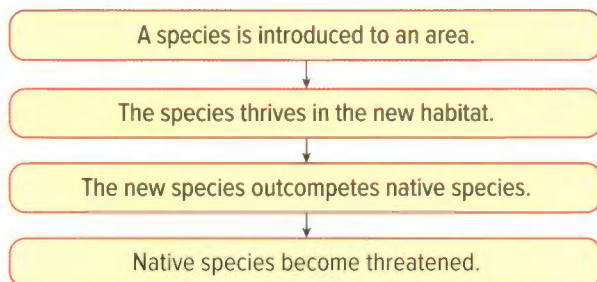 A species is introduced to an area.
The species thrives in the new habitat.
The new species outcompetes native species.
Native species become threatened.